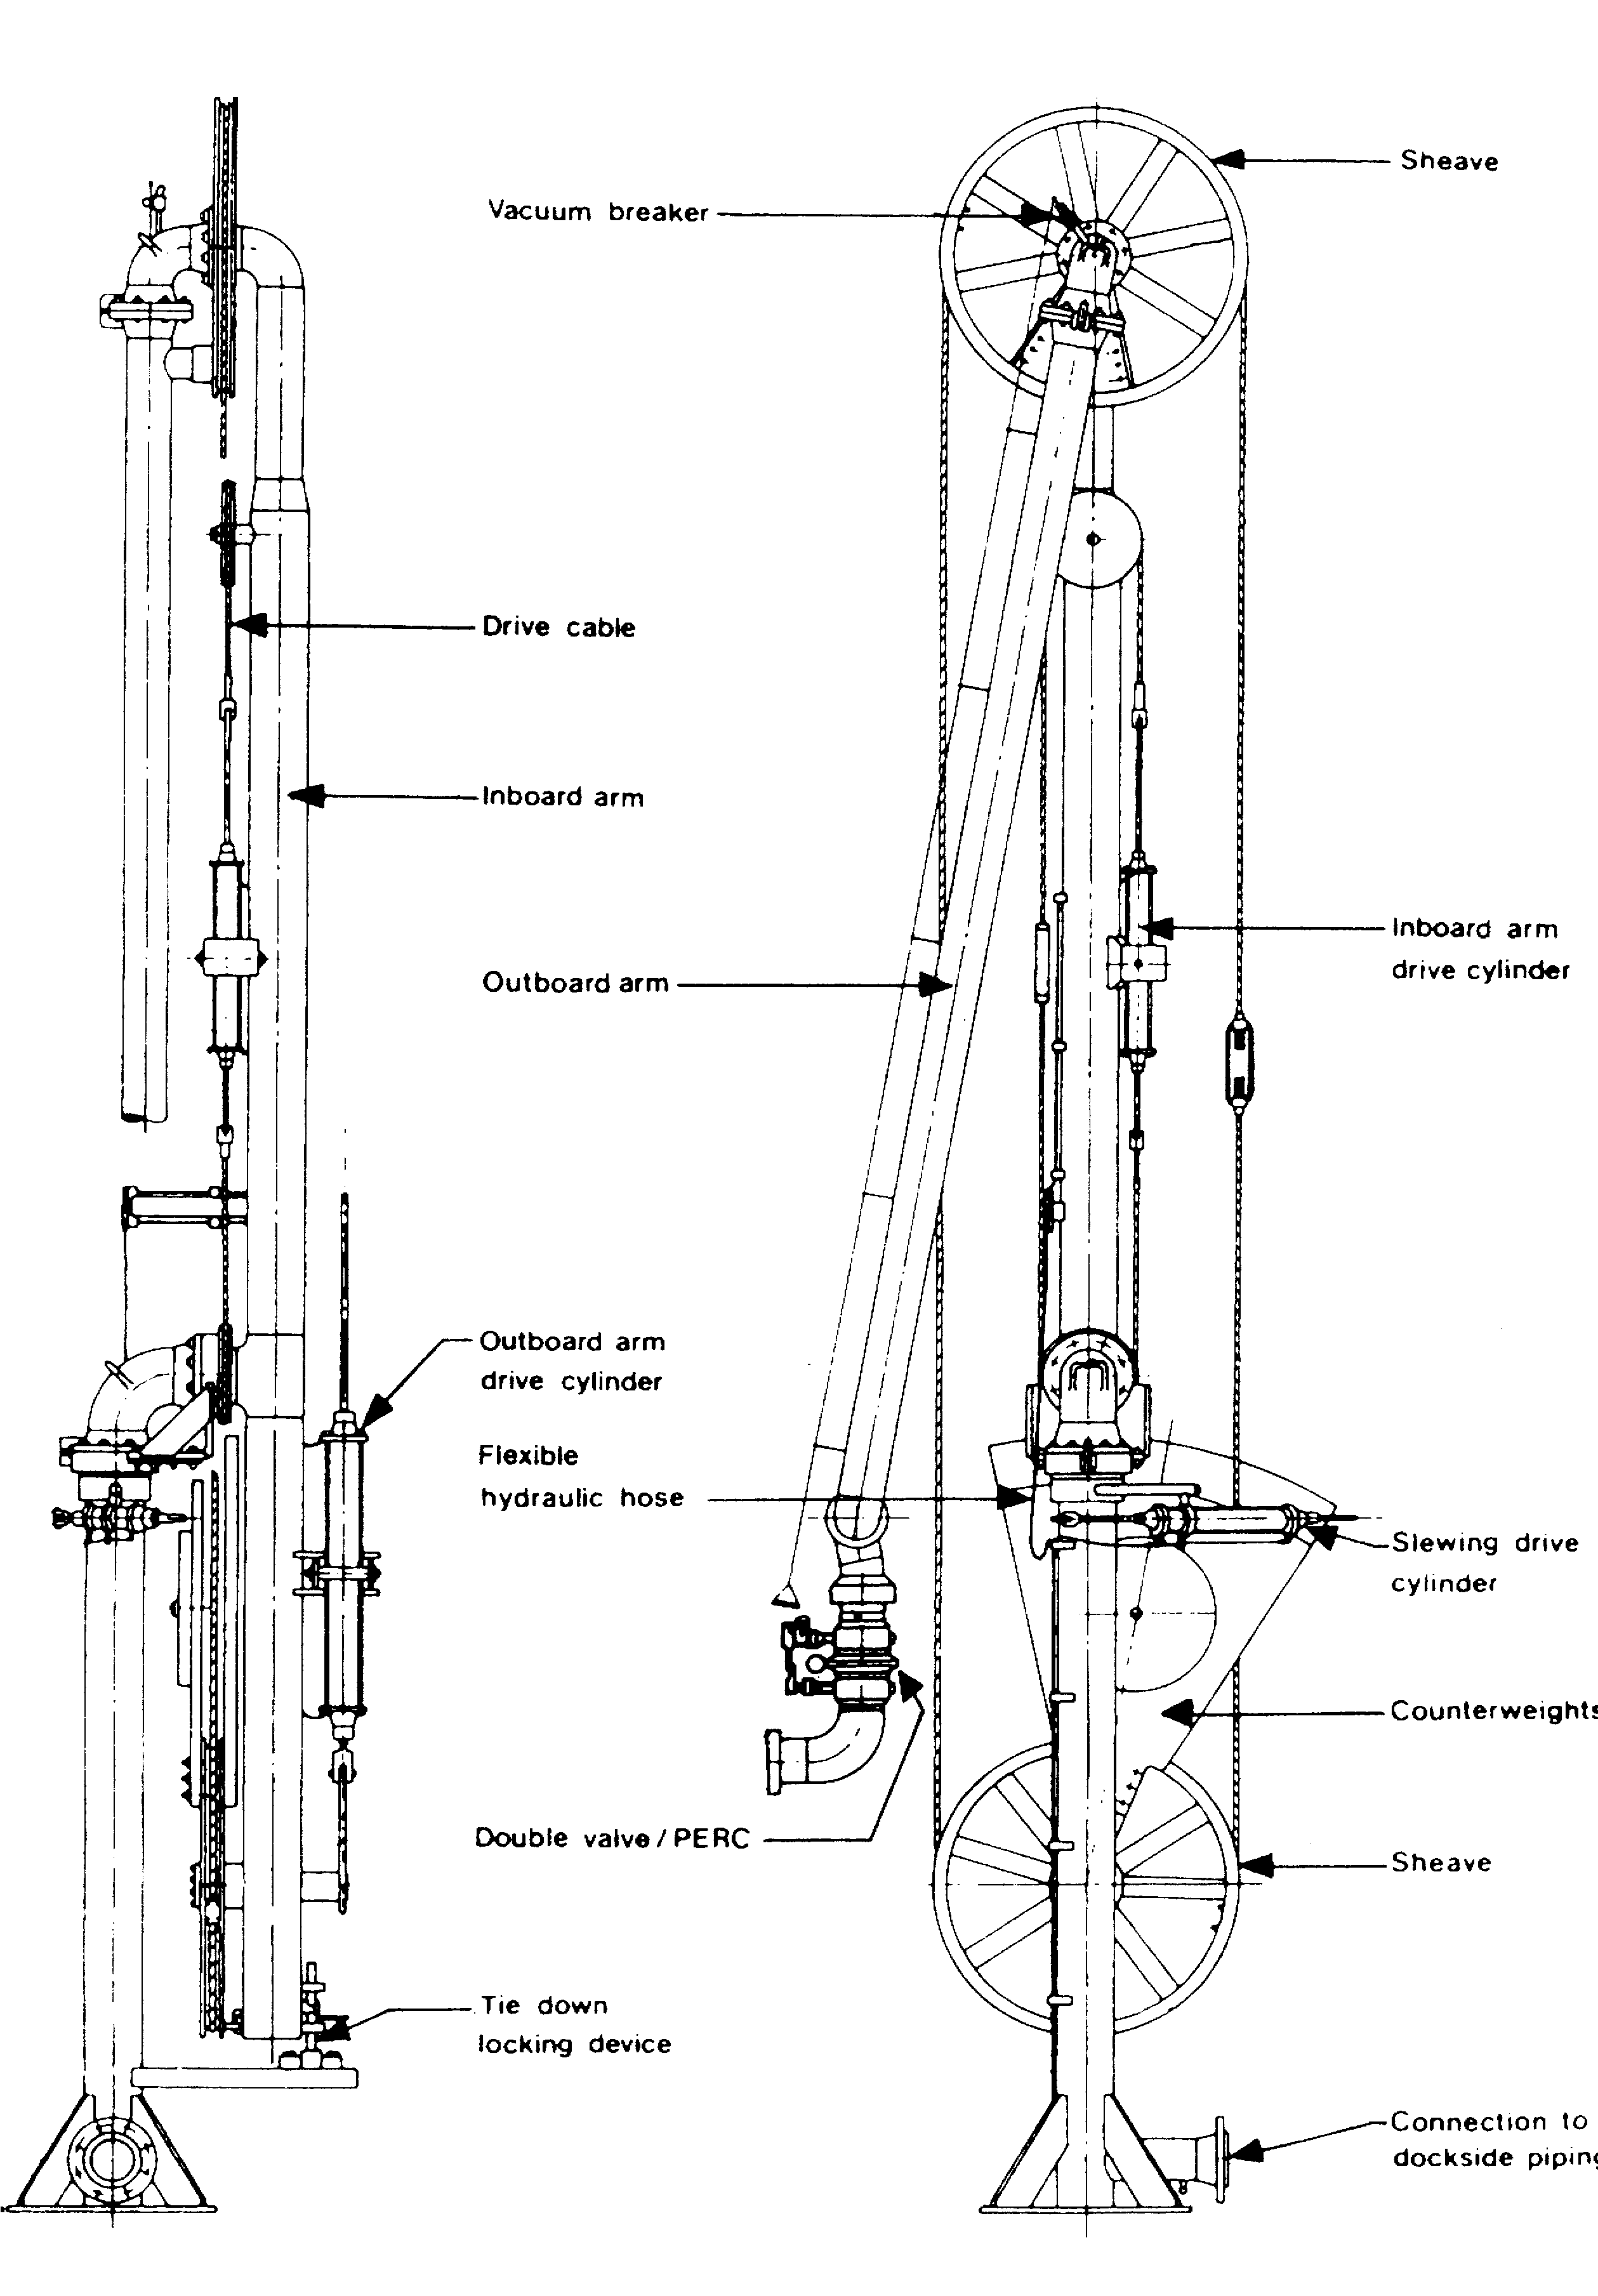 Sheave
Vacuum breaker
Drive cable
Inboard arm
Inboard arm
drive cylinder
Outboard arm
Outboard arm
drive cylinder
Flexible
hydraulic hose
Slewing drive
cylinder
Counterweights
Double valve / PERC
Sheave
Tie down
locking device
Connection to
dockside piping